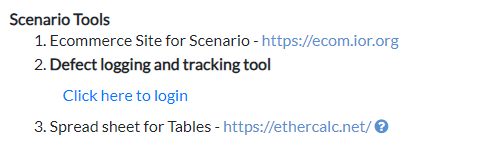 Scenario Tools
1. Ecommerce Site for Scenario - https://ecom.ior.org
2. Defect logging and tracking tool
Click here to login
3. Spread sheet for Tables - https://ethercalc.net/ ?